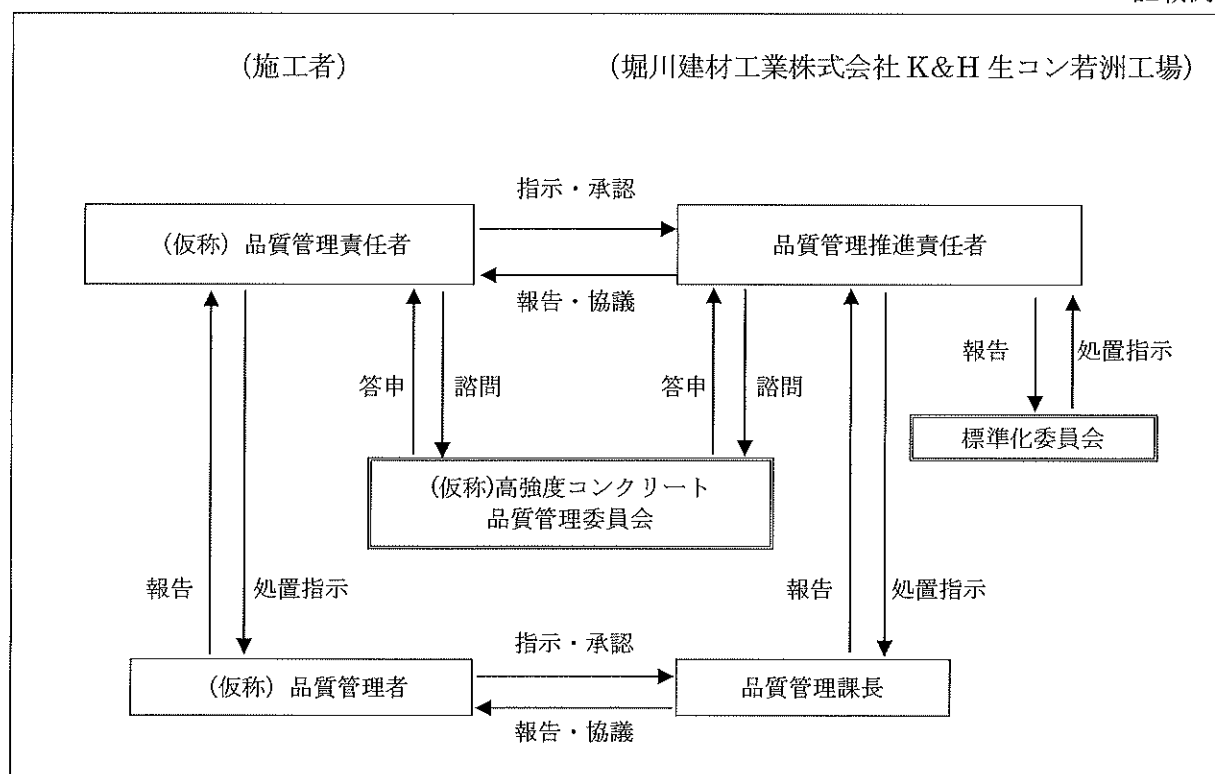 (施工者)
(堀川建材工業株式会社 K&H 生コン若洲工場)
指示・承認
(仮称) 品質管理責任者
品質管理推進責任者
報告・協議
報告
処置指示
答申
諮問
答申
諮問
標準化委員会
(仮称)高強度コンクリート
品質管理委員会
報告
処置指示
報告
処置指示
指示・承認
(仮称) 品質管理者
品質管理課長
報告・協議